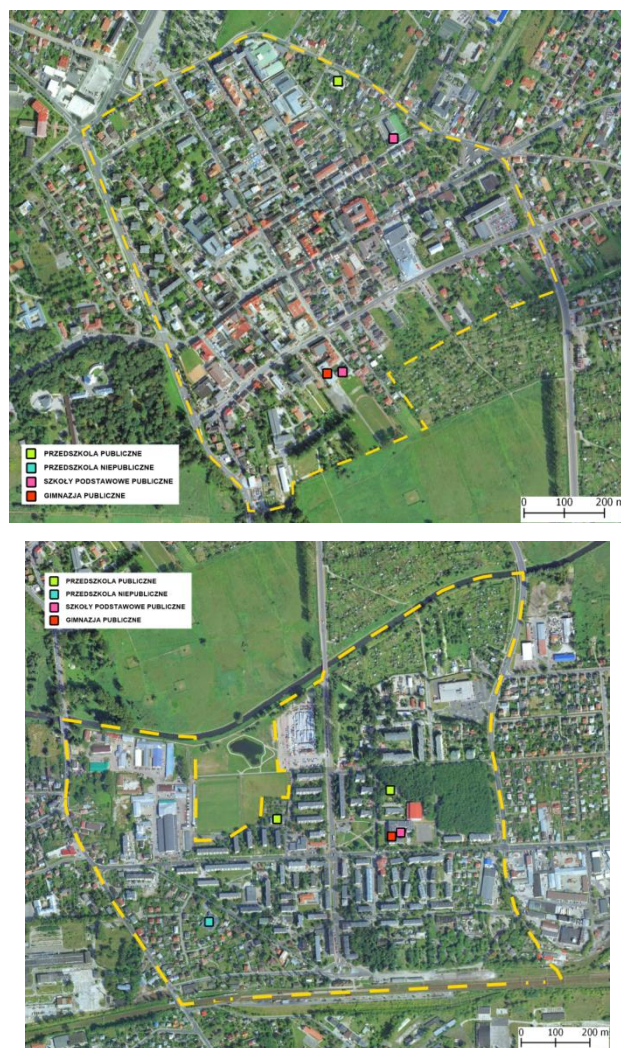 PRZEDSZKOLA PUBLICZNE
PRZEDSZKOLA NIEPUBLICZNE
SZKOŁY PODSTAWOWE PUBLICZNE
GIMNAZJA PUBLICZNE
0 100 200 m
PRZEDSZKOLA PUBLICZNE
PRZEDSZKOLA NIEPUBLICZNE
SZKOŁY PODSTAWOWE PUBLICZNE
GIMNAZJA PUBLICZNE
0 100 200 m